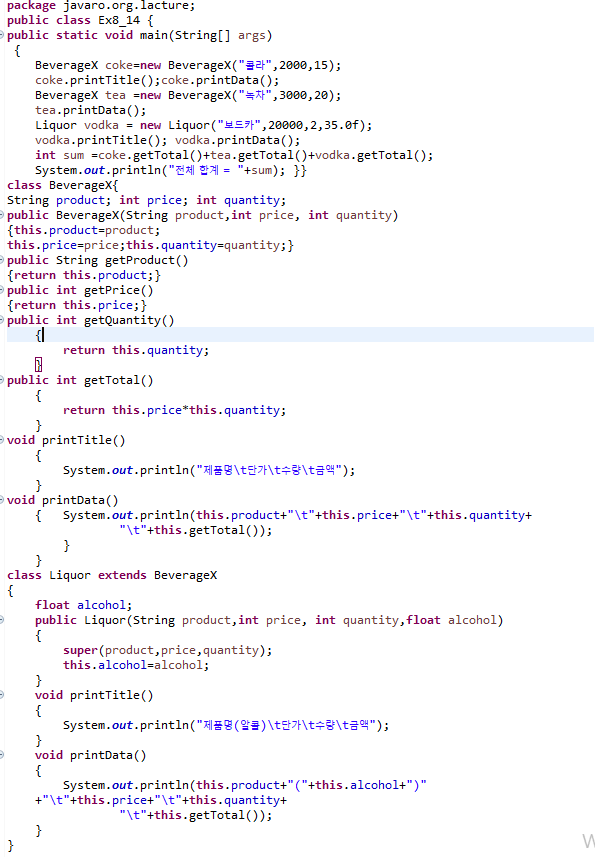 package javaro.org.lacture;
public class Ex8_14 {
public static void main(String[] args)
{
BeverageX coke=new BeverageX("콜라",2000,15);
coke.printTitle();coke.printData();
BeverageX tea =new BeverageX("녹차",3000,20);
tea.printData();
Liquor vodka = new Liquor("보드카",20000,2,35.0f);
vodka.printTitle(); vodka.printData();
int sum =coke.getTotal()+tea.getTotal()+vodka.getTotal();
System.out.println("전체 합계 = "+sum); }}
class BeverageX{
String product; int price; int quantity;
public BeverageX(String product,int price, int quantity)
{this.product=product;
this.price=price;this.quantity=quantity;}
public String getProduct()
{return this.product;}
public int getPrice()
{return this.price;}
public int getQuantity()
{
return this.quantity;
}
public int getTotal()
{
return this.price*this.quantity;
}
void printTitle()
{
System.out.println("제품명\t단가\t수량\t금액");
}
void printData()
{   System.out.println(this.product+"\t"+this.price+"\t"+this.quantity+
"\t"+this.getTotal());
}
}
class Liquor extends BeverageX
{
float alcohol;
public Liquor(String product,int price, int quantity,float alcohol)
{
super(product,price,quantity);
this.alcohol=alcohol;
}
void printTitle()
{
System.out.println("제품명(알콜)\t단가\t수량\t금액");
}
void printData()
{
System.out.println(this.product+"("+this.alcohol+")"
+"\t"+this.price+"\t"+this.quantity+
"\t"+this.getTotal());
}
}